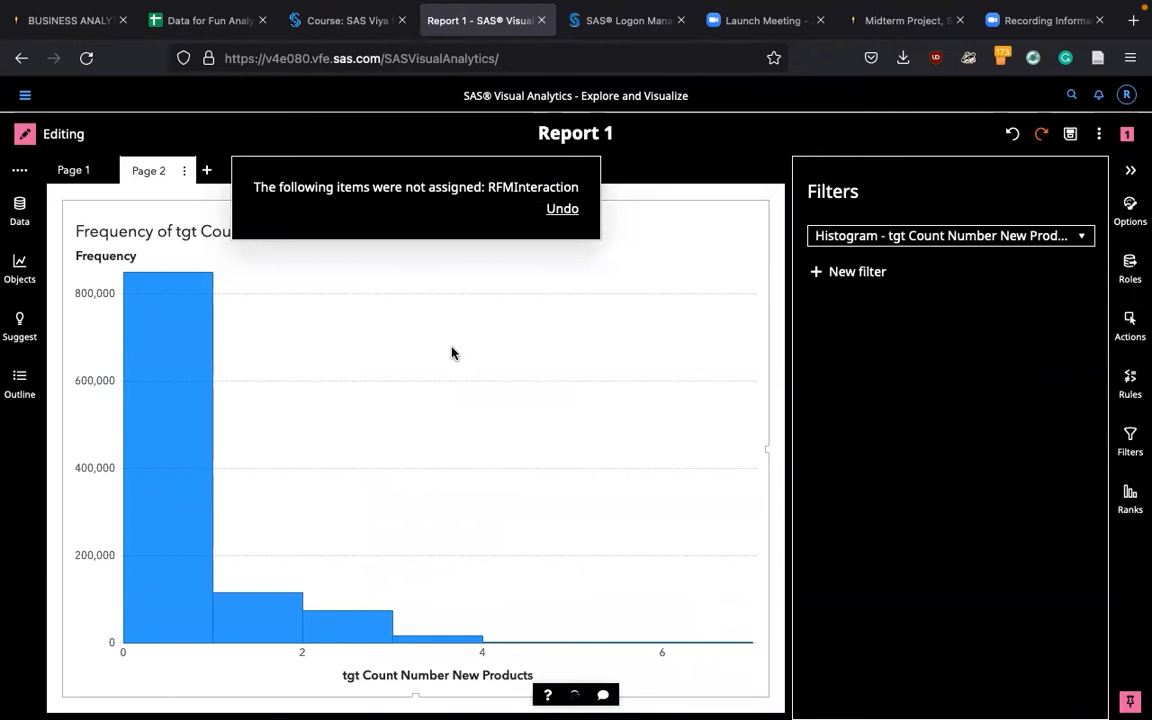 BUSINESS ANALY
Data for Fun Analy
Course: SAS Viya f
Report 1 - SAS® Visual
SAS® Logon Mana
Launch Meeting -
Midterm Project, S
Recording Informa
https://v4e080.vfe.sas.com/SASVisualAnalytics/
173
SAS® Visual Analytics - Explore and Visualize
R
Editing
Report 1
1
Page 1
Page 2
The following items were not assigned: RFMInteraction
Undo
Filters
Data
Objects
Suggest
Outline
Frequency of tgt Cou
Frequency
800,000
600,000
400,000
200,000
0
0 2 4 6
tgt Count Number New Products
?
Histogram - tgt Count Number New Prod...
+ New filter
Options
Roles
Actions
Rules
Filters
Ranks